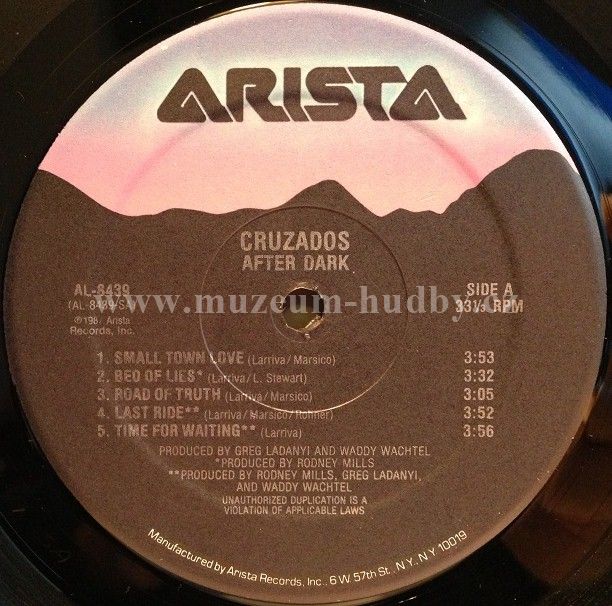 ARISTA
CRUZADOS
AFTER DARK
AL-8439 SIDE A
(AL-8439-SA) 33⅓ RPM
www.muzeum-hudby.cz
Arista
Records, Inc.
1. SMALL TOWN LOVE (Larriva/Marsico) 3:53
2. BED OF LIES* (Larriva/L. Stewart) 3:32
3. ROAD OF TRUTH (Larriva/Marsico) 3:05
4. LAST RIDE** (Larriva/Marsico/Hofner) 3:52
5. TIME FOR WAITING** (Larriva) 3:56
PRODUCED BY GREG LADANYI AND WADDY WACHTEL
*PRODUCED BY RODNEY MILLS
**PRODUCED BY RODNEY MILLS, GREG LADANYI,
AND WADDY WACHTEL
UNAUTHORIZED DUPLICATION IS A
VIOLATION OF APPLICABLE LAWS
Manufactured by Arista Records, Inc., 6 W. 57th St., N.Y., N.Y. 10019